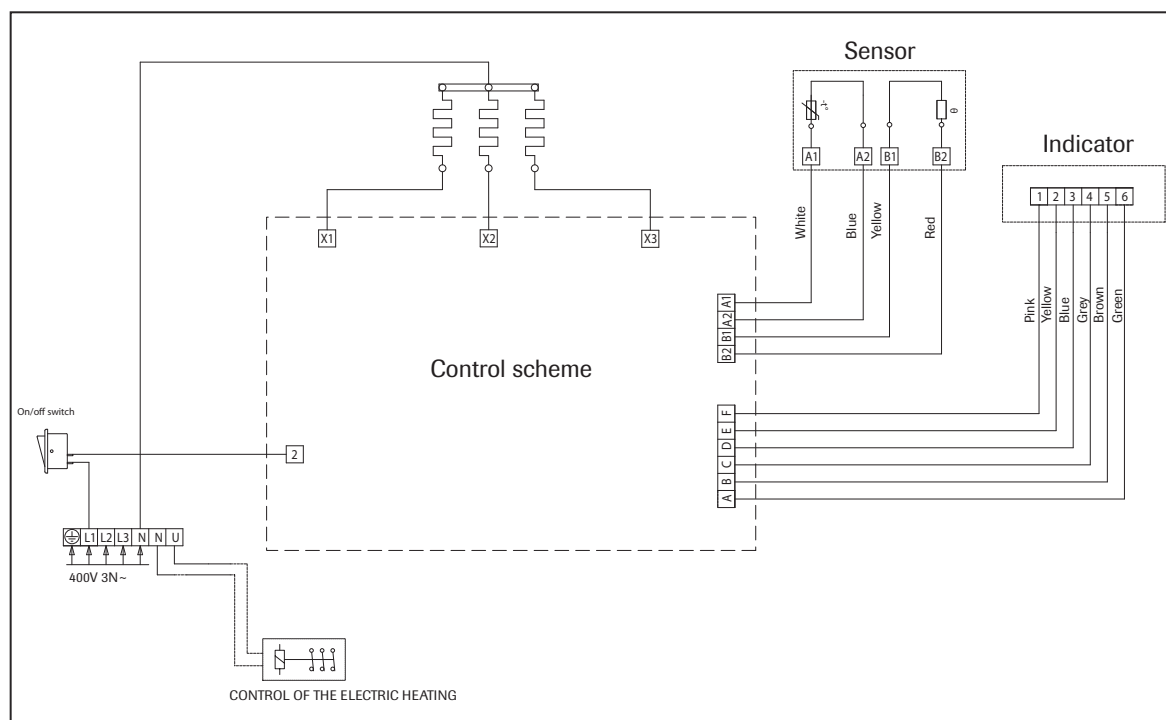 Sensor
-t°
θ
A1 A2 B1 B2
Indicator
1 2 3 4 5 6
White
Blue
Yellow
Red
Pink
Yellow
Blue
Grey
Brown
Green
X1 X2 X3
A1
A2
B1
B2
Control scheme
F
E
D
C
B
A
On/off switch
2
L1 L2 L3 N N U
400V 3N~
CONTROL OF THE ELECTRIC HEATING